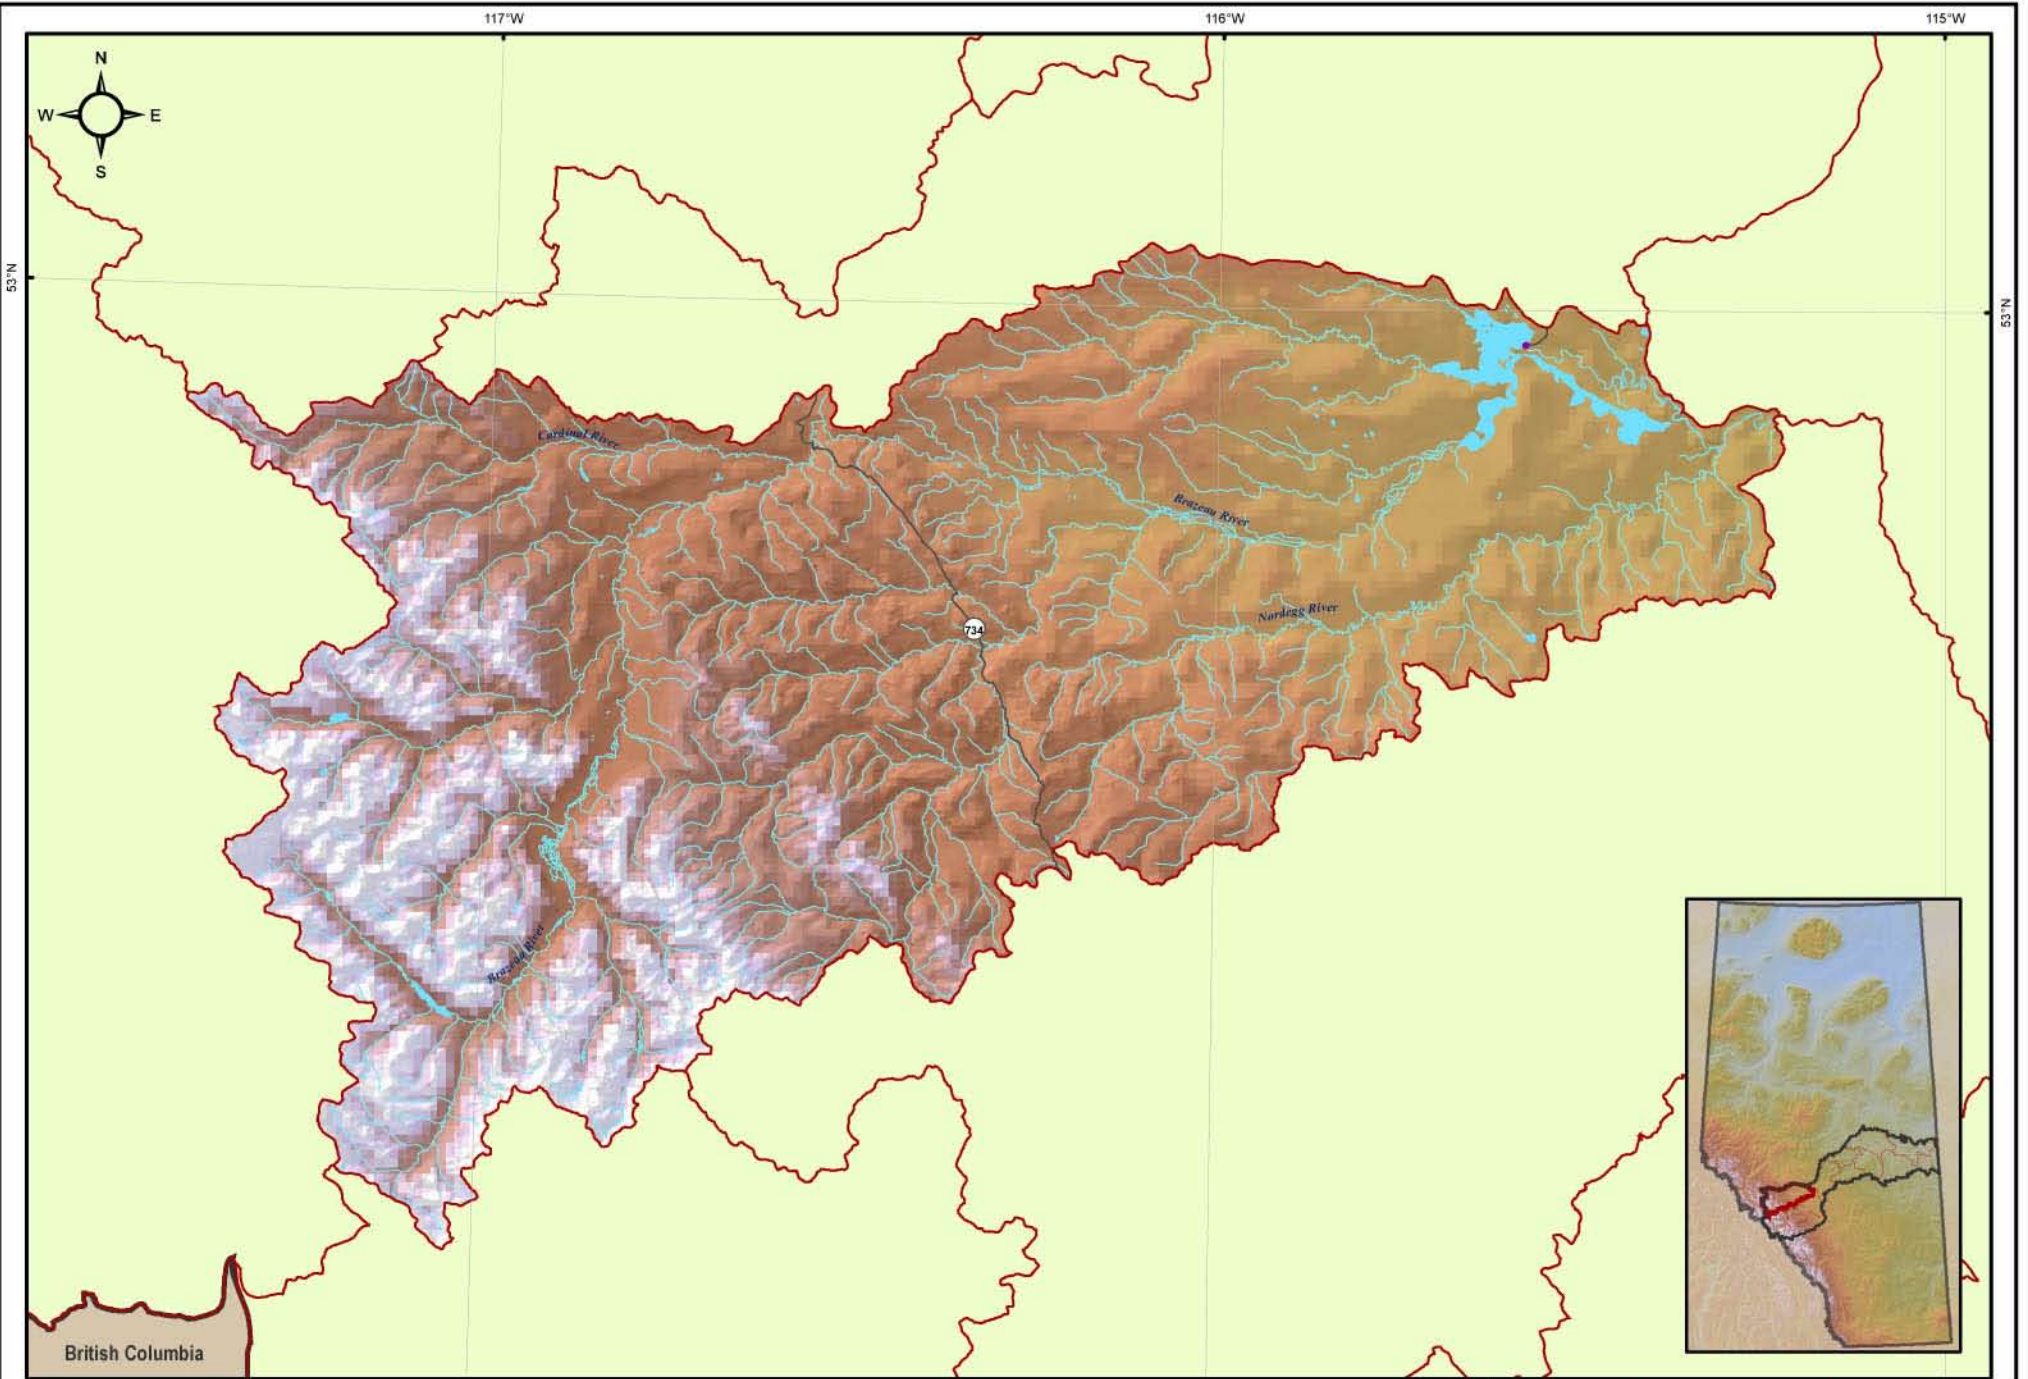 117°W
116°W
115°W
N
W E
S
53°N
53°N
Cardinal River
Brazeau River
Nordegg River
734
Brazeau River
British Columbia